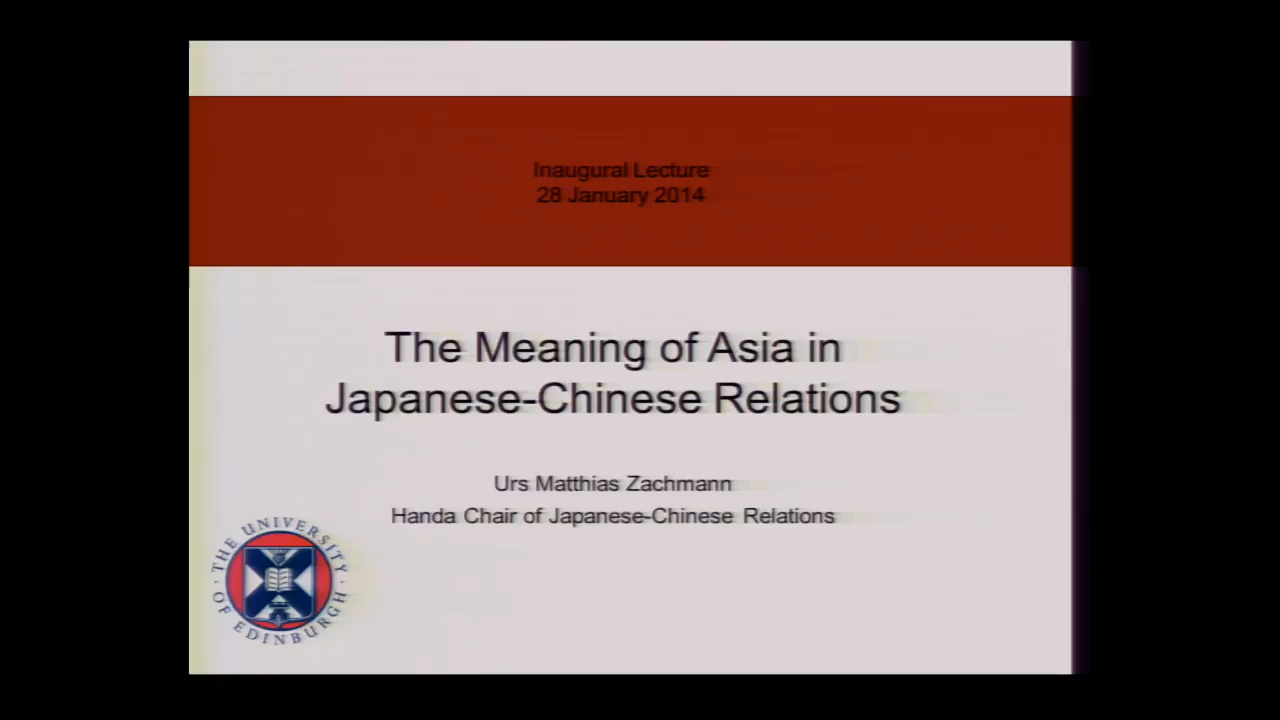 Inaugural Lecture
28 January 2014
The Meaning of Asia in
Japanese-Chinese Relations
Urs Matthias Zachmann
Handa Chair of Japanese-Chinese Relations
THE UNIVERSITY OF EDINBURGH